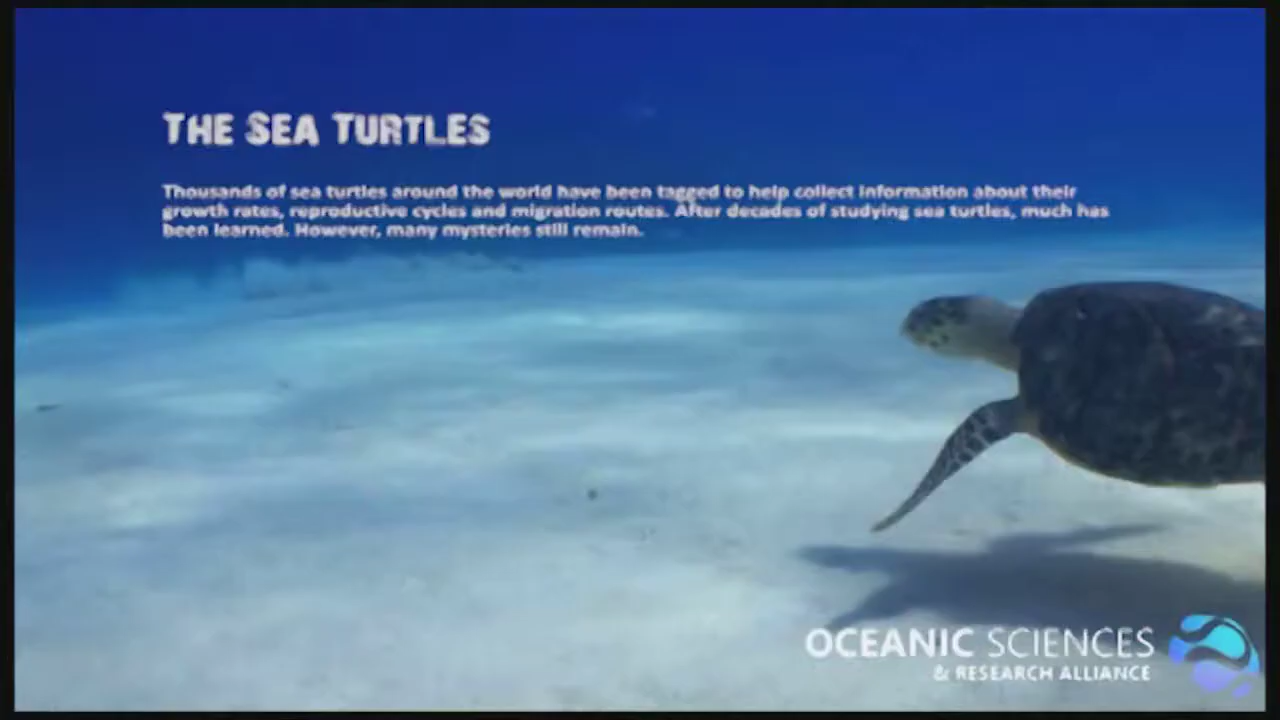 THE SEA TURTLES
Thousands of sea turtles around the world have been tagged to help collect information about their
growth rates, reproductive cycles and migration routes. After decades of studying sea turtles, much has
been learned. However, many mysteries still remain.
OCEANIC SCIENCES
& RESEARCH ALLIANCE